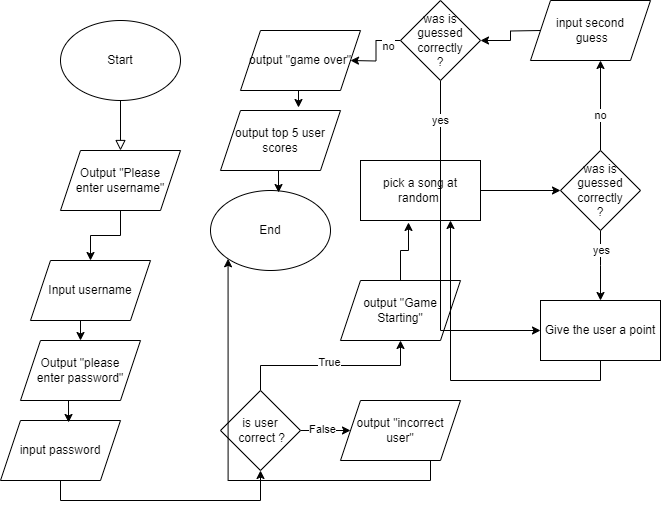 Start
Output "Please
enter username"
Input username
Output "please
enter password"
input password
is user
correct ?
True
False
output "incorrect
user"
output "Game
Starting"
pick a song at
random
was is
guessed
correctly
?
yes
Give the user a point
no
input second
guess
was is
guessed
correctly
?
yes
no
output "game over"
output top 5 user
scores
End